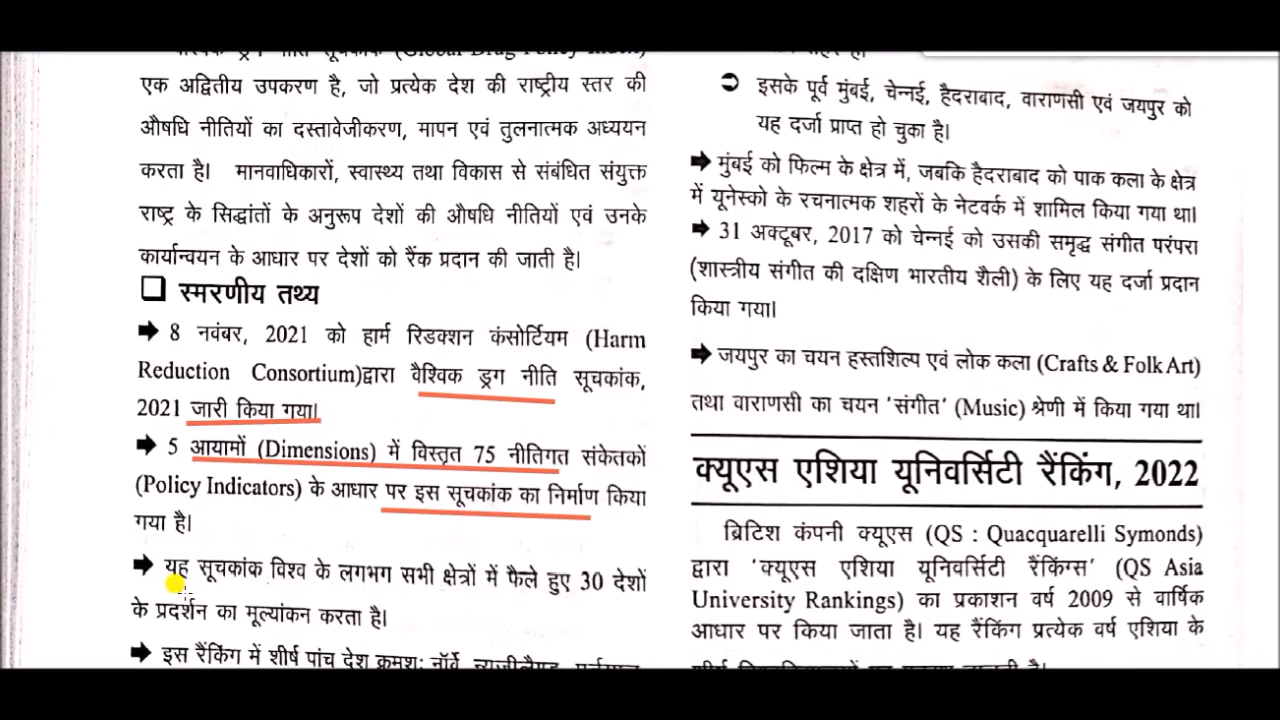 ड्रग नीति सूचकांक (Global Drug Policy Index)
एक अद्वितीय उपकरण है, जो प्रत्येक देश की राष्ट्रीय स्तर की
औषधि नीतियों का दस्तावेजीकरण, मापन एवं तुलनात्मक अध्ययन
करता है। मानवाधिकारों, स्वास्थ्य तथा विकास से संबंधित संयुक्त
राष्ट्र के सिद्धांतों के अनुरूप देशों की औषधि नीतियों एवं उनके
कार्यान्वयन के आधार पर देशों को रैंक प्रदान की जाती है।
❑ स्मरणीय तथ्य
➡ 8 नवंबर, 2021 को हार्म रिडक्शन कंसोर्टियम (Harm
Reduction Consortium)द्वारा वैश्विक ड्रग नीति सूचकांक,
2021 जारी किया गया।
➡ 5 आयामों (Dimensions) में विस्तृत 75 नीतिगत संकेतकों
(Policy Indicators) के आधार पर इस सूचकांक का निर्माण किया
गया है।
➡ यह सूचकांक विश्व के लगभग सभी क्षेत्रों में फैले हुए 30 देशों
के प्रदर्शन का मूल्यांकन करता है।
➡ इस रैंकिंग में शीर्ष पांच देश क्रमश: नॉर्वे, न्यूजीलैण्ड,
➲ इसके पूर्व मुंबई, चेन्नई, हैदराबाद, वाराणसी एवं जयपुर को
यह दर्जा प्राप्त हो चुका है।
➡ मुंबई को फिल्म के क्षेत्र में, जबकि हैदराबाद को पाक कला के क्षेत्र
में यूनेस्को के रचनात्मक शहरों के नेटवर्क में शामिल किया गया था।
➡ 31 अक्टूबर, 2017 को चेन्नई को उसकी समृद्ध संगीत परंपरा
(शास्त्रीय संगीत की दक्षिण भारतीय शैली) के लिए यह दर्जा प्रदान
किया गया।
➡ जयपुर का चयन हस्तशिल्प एवं लोक कला (Crafts & Folk Art)
तथा वाराणसी का चयन 'संगीत' (Music) श्रेणी में किया गया था।
क्यूएस एशिया यूनिवर्सिटी रैंकिंग, 2022
ब्रिटिश कंपनी क्यूएस (QS : Quacquarelli Symonds)
द्वारा 'क्यूएस एशिया यूनिवर्सिटी रैंकिंग्स' (QS Asia
University Rankings) का प्रकाशन वर्ष 2009 से वार्षिक
आधार पर किया जाता है। यह रैंकिंग प्रत्येक वर्ष एशिया के